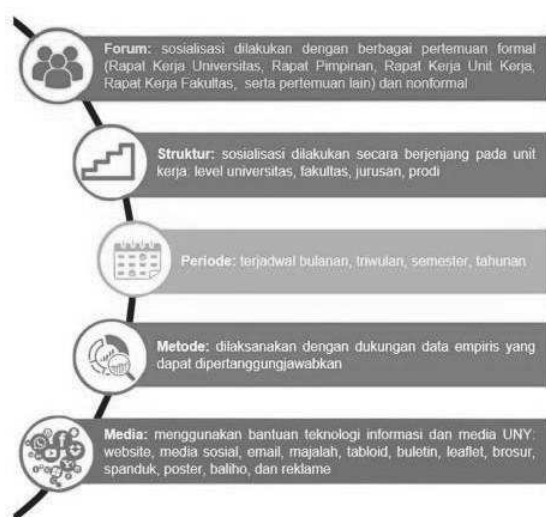 Forum: sosialisasi dilakukan dengan berbagai pertemuan formal
(Rapat Kerja Universitas, Rapat Pimpinan, Rapat Kerja Unit Kerja,
Rapat Kerja Fakultas, serta pertemuan lain) dan nonformal
Struktur: sosialisasi dilakukan secara berjenjang pada unit
kerja: level universitas, fakultas, jurusan, prodi
Periode: terjadwal bulanan, triwulan, semester, tahunan
Metode: dilaksanakan dengan dukungan data empiris yang
dapat dipertanggungjawabkan
Media: menggunakan bantuan teknologi informasi dan media UNY:
website, media sosial, email, majalah, tabloid, buletin, leaflet, brosur,
spanduk, poster, baliho, dan reklame